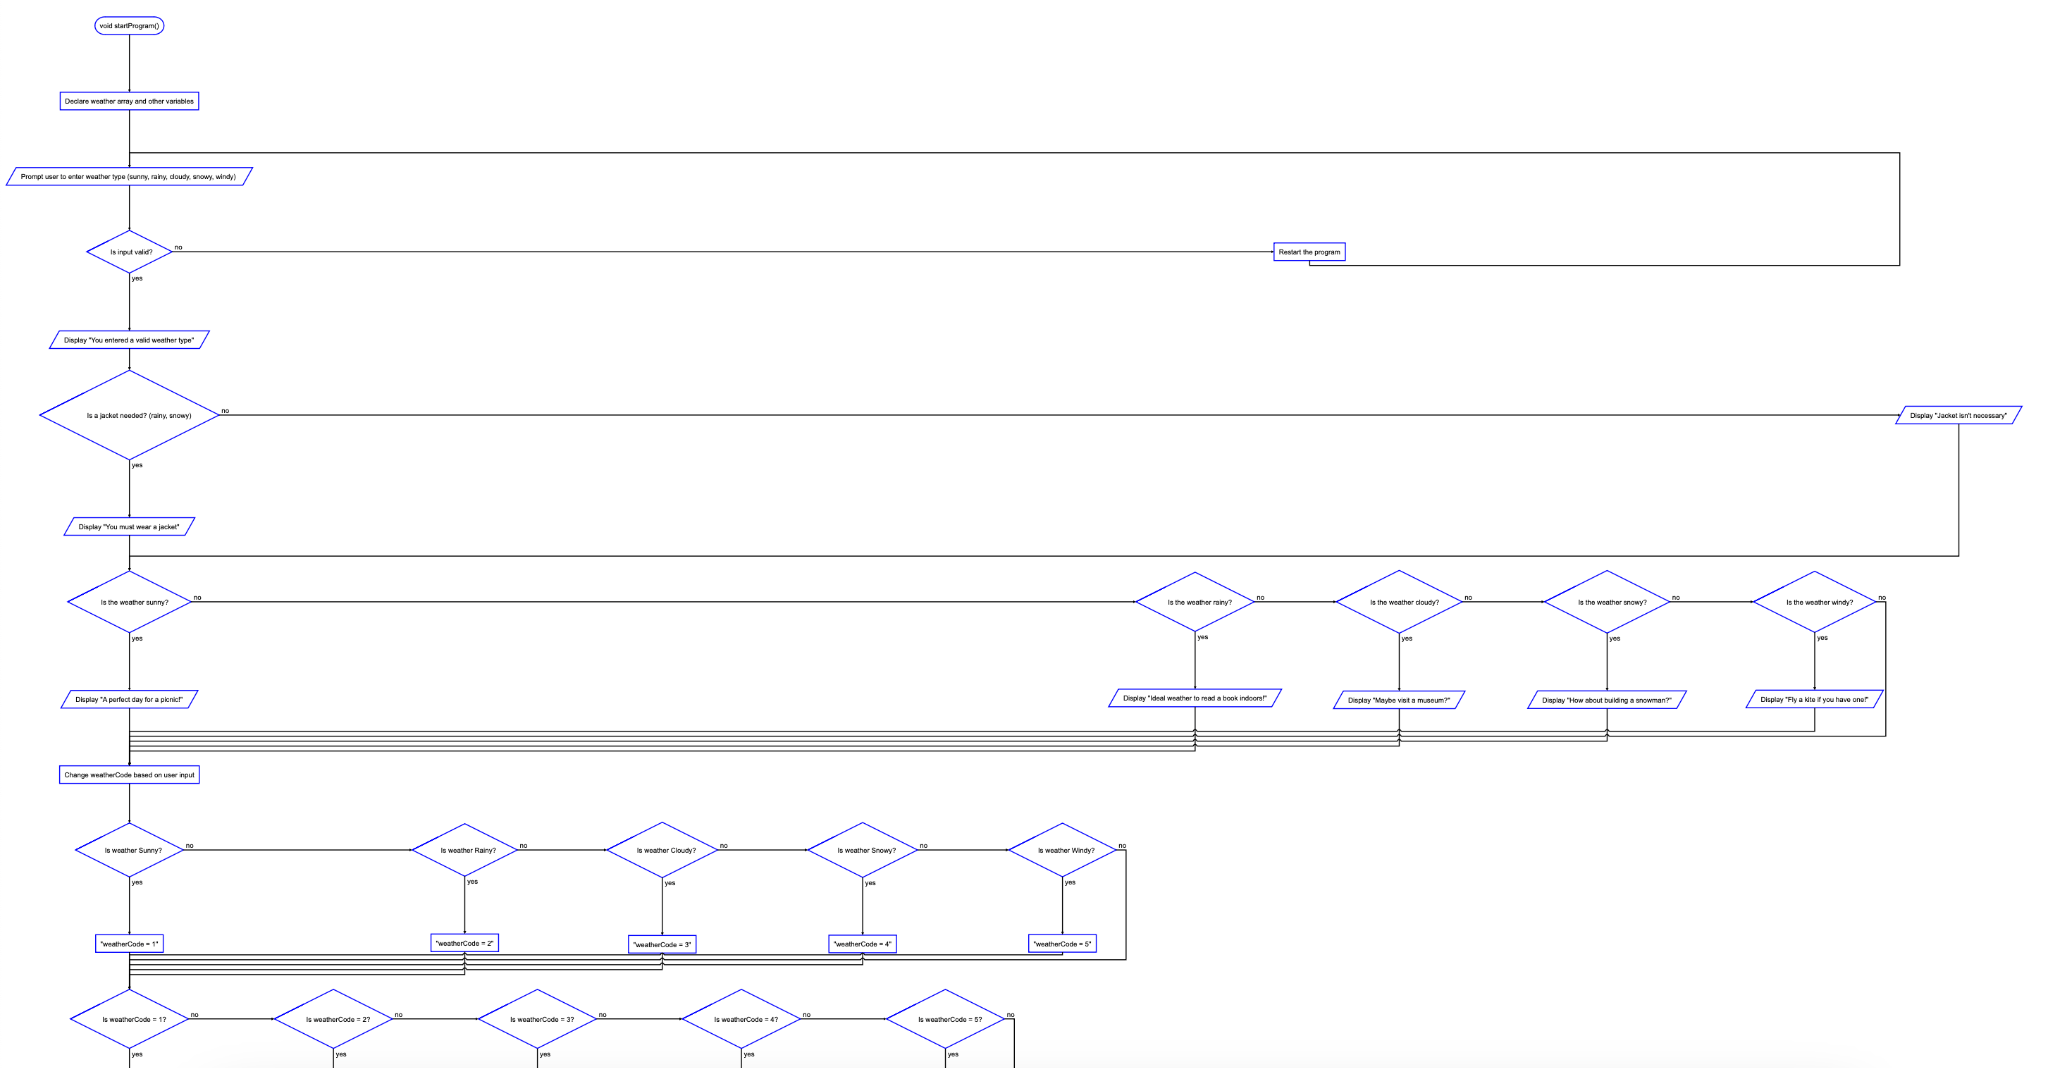 void startProgram()
Declare weather array and other variables
Prompt user to enter weather type (sunny, rainy, cloudy, snowy, windy)
Is input valid?
no
Restart the program
yes
Display "You entered a valid weather type"
Is a jacket needed? (rainy, snowy)
no
Display "Jacket isn't necessary"
yes
Display "You must wear a jacket"
Is the weather sunny?
no
Is the weather rainy?
no
Is the weather cloudy?
no
Is the weather snowy?
no
Is the weather windy?
no
yes
yes
yes
yes
yes
Display "A perfect day for a picnic!"
Display "Ideal weather to read a book indoors!"
Display "Maybe visit a museum?"
Display "How about building a snowman?"
Display "Fly a kite if you have one!"
Change weatherCode based on user input
Is weather Sunny?
no
Is weather Rainy?
no
Is weather Cloudy?
no
Is weather Snowy?
no
Is weather Windy?
no
yes
yes
yes
yes
yes
"weatherCode = 1"
"weatherCode = 2"
"weatherCode = 3"
"weatherCode = 4"
"weatherCode = 5"
Is weatherCode = 1?
no
Is weatherCode = 2?
no
Is weatherCode = 3?
no
Is weatherCode = 4?
no
Is weatherCode = 5?
no
yes
yes
yes
yes
yes